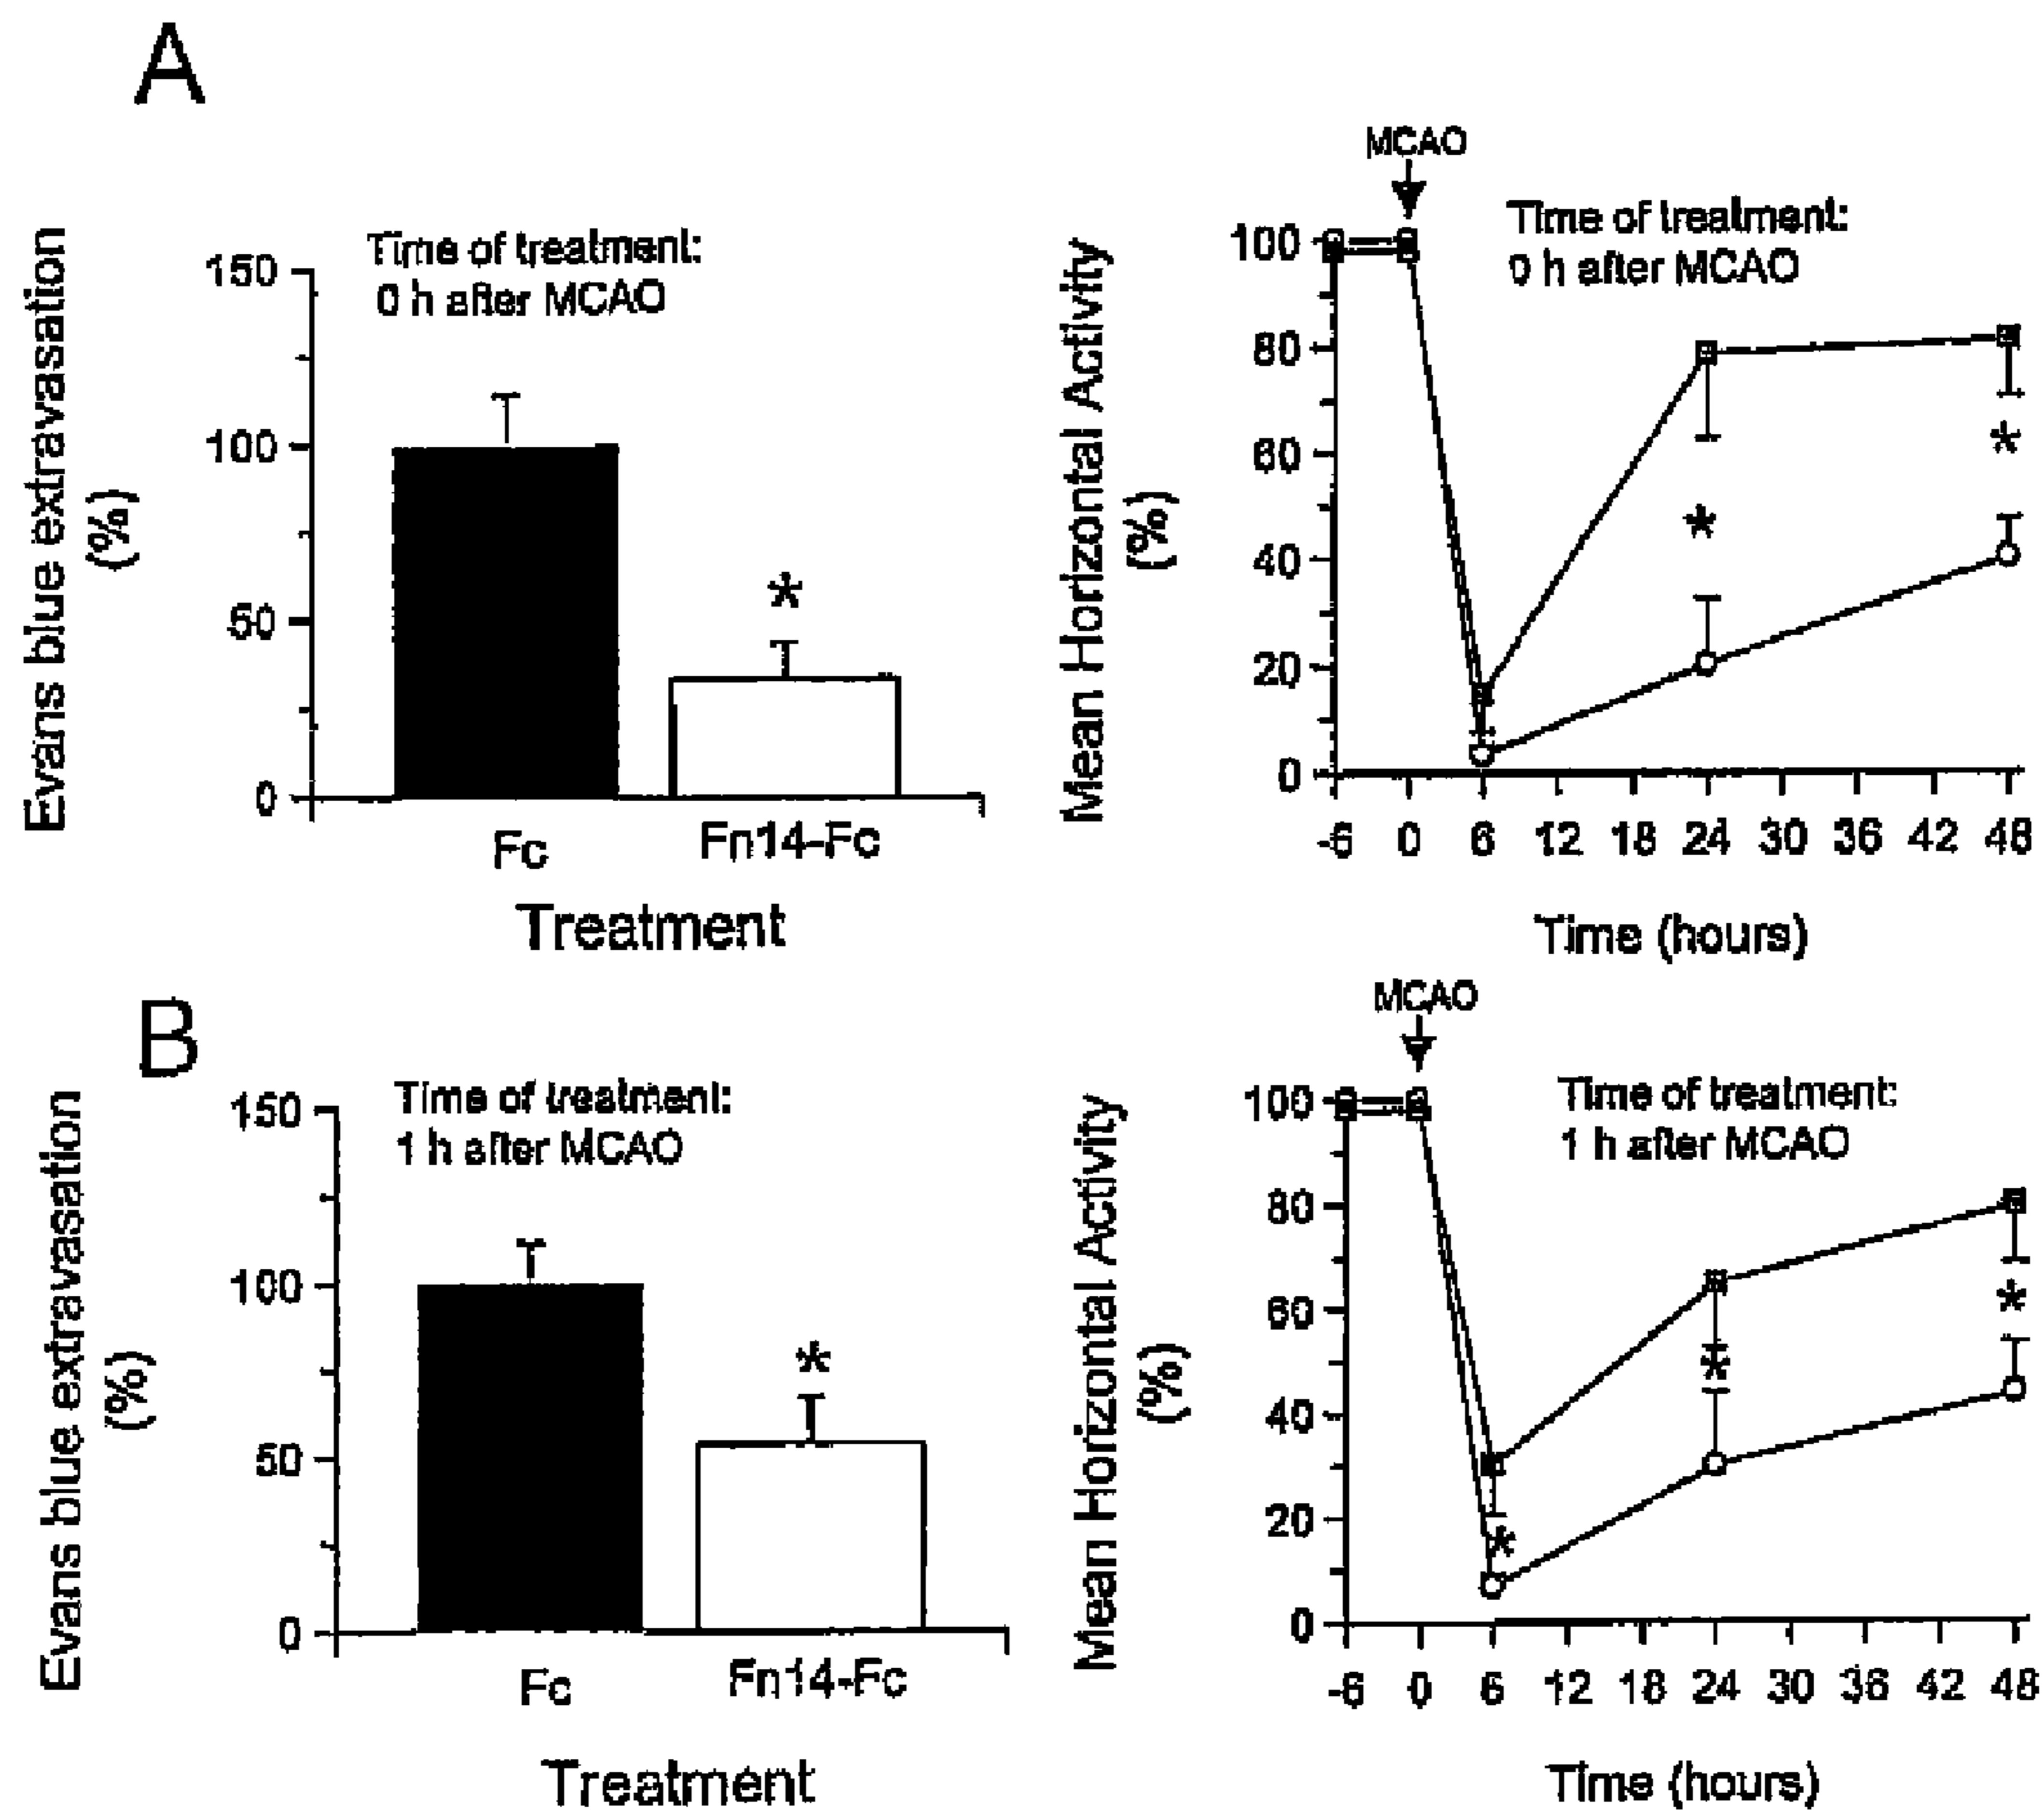 A
Evans blue extravasation
(%)
Time of treatment:
0 h after MCAO
150
100
50
0
Fc
Fn14-Fc
Treatment
MCAO
Mean Horizontal Activity
(%)
Time of treatment:
0 h after MCAO
100
80
60
40
20
0
*
*
*
-6 0 6 12 18 24 30 36 42 48
Time (hours)
B
Evans blue extravasation
(%)
Time of treatment:
1 h after MCAO
150
100
50
0
*
Fc
Fn14-Fc
Treatment
MCAO
Mean Horizontal Activity
(%)
Time of treatment:
1 h after MCAO
100
80
60
40
20
0
*
*
*
-6 0 6 12 18 24 30 36 42 48
Time (hours)